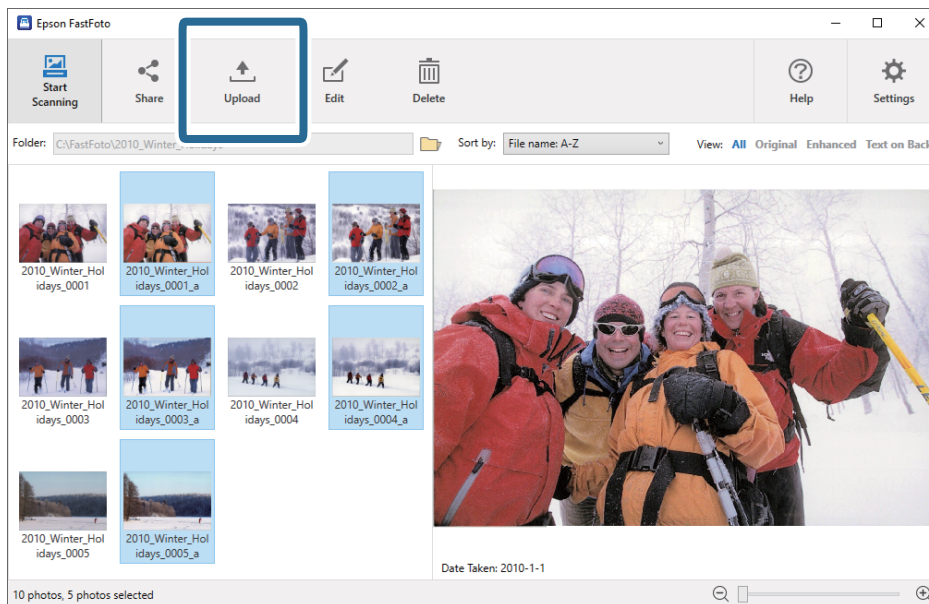 Epson FastFoto
Start
Scanning
Share
Upload
Edit
Delete
Help
Settings
Folder:
C:\FastFoto\2010_Winter_Holidays
Sort by:
File name: A-Z
View: All Original Enhanced Text on Back
2010_Winter_Hol
idays_0001
2010_Winter_Hol
idays_0001_a
2010_Winter_Hol
idays_0002
2010_Winter_Hol
idays_0002_a
2010_Winter_Hol
idays_0003
2010_Winter_Hol
idays_0003_a
2010_Winter_Hol
idays_0004
2010_Winter_Hol
idays_0004_a
2010_Winter_Hol
idays_0005
2010_Winter_Hol
idays_0005_a
Date Taken: 2010-1-1
10 photos, 5 photos selected